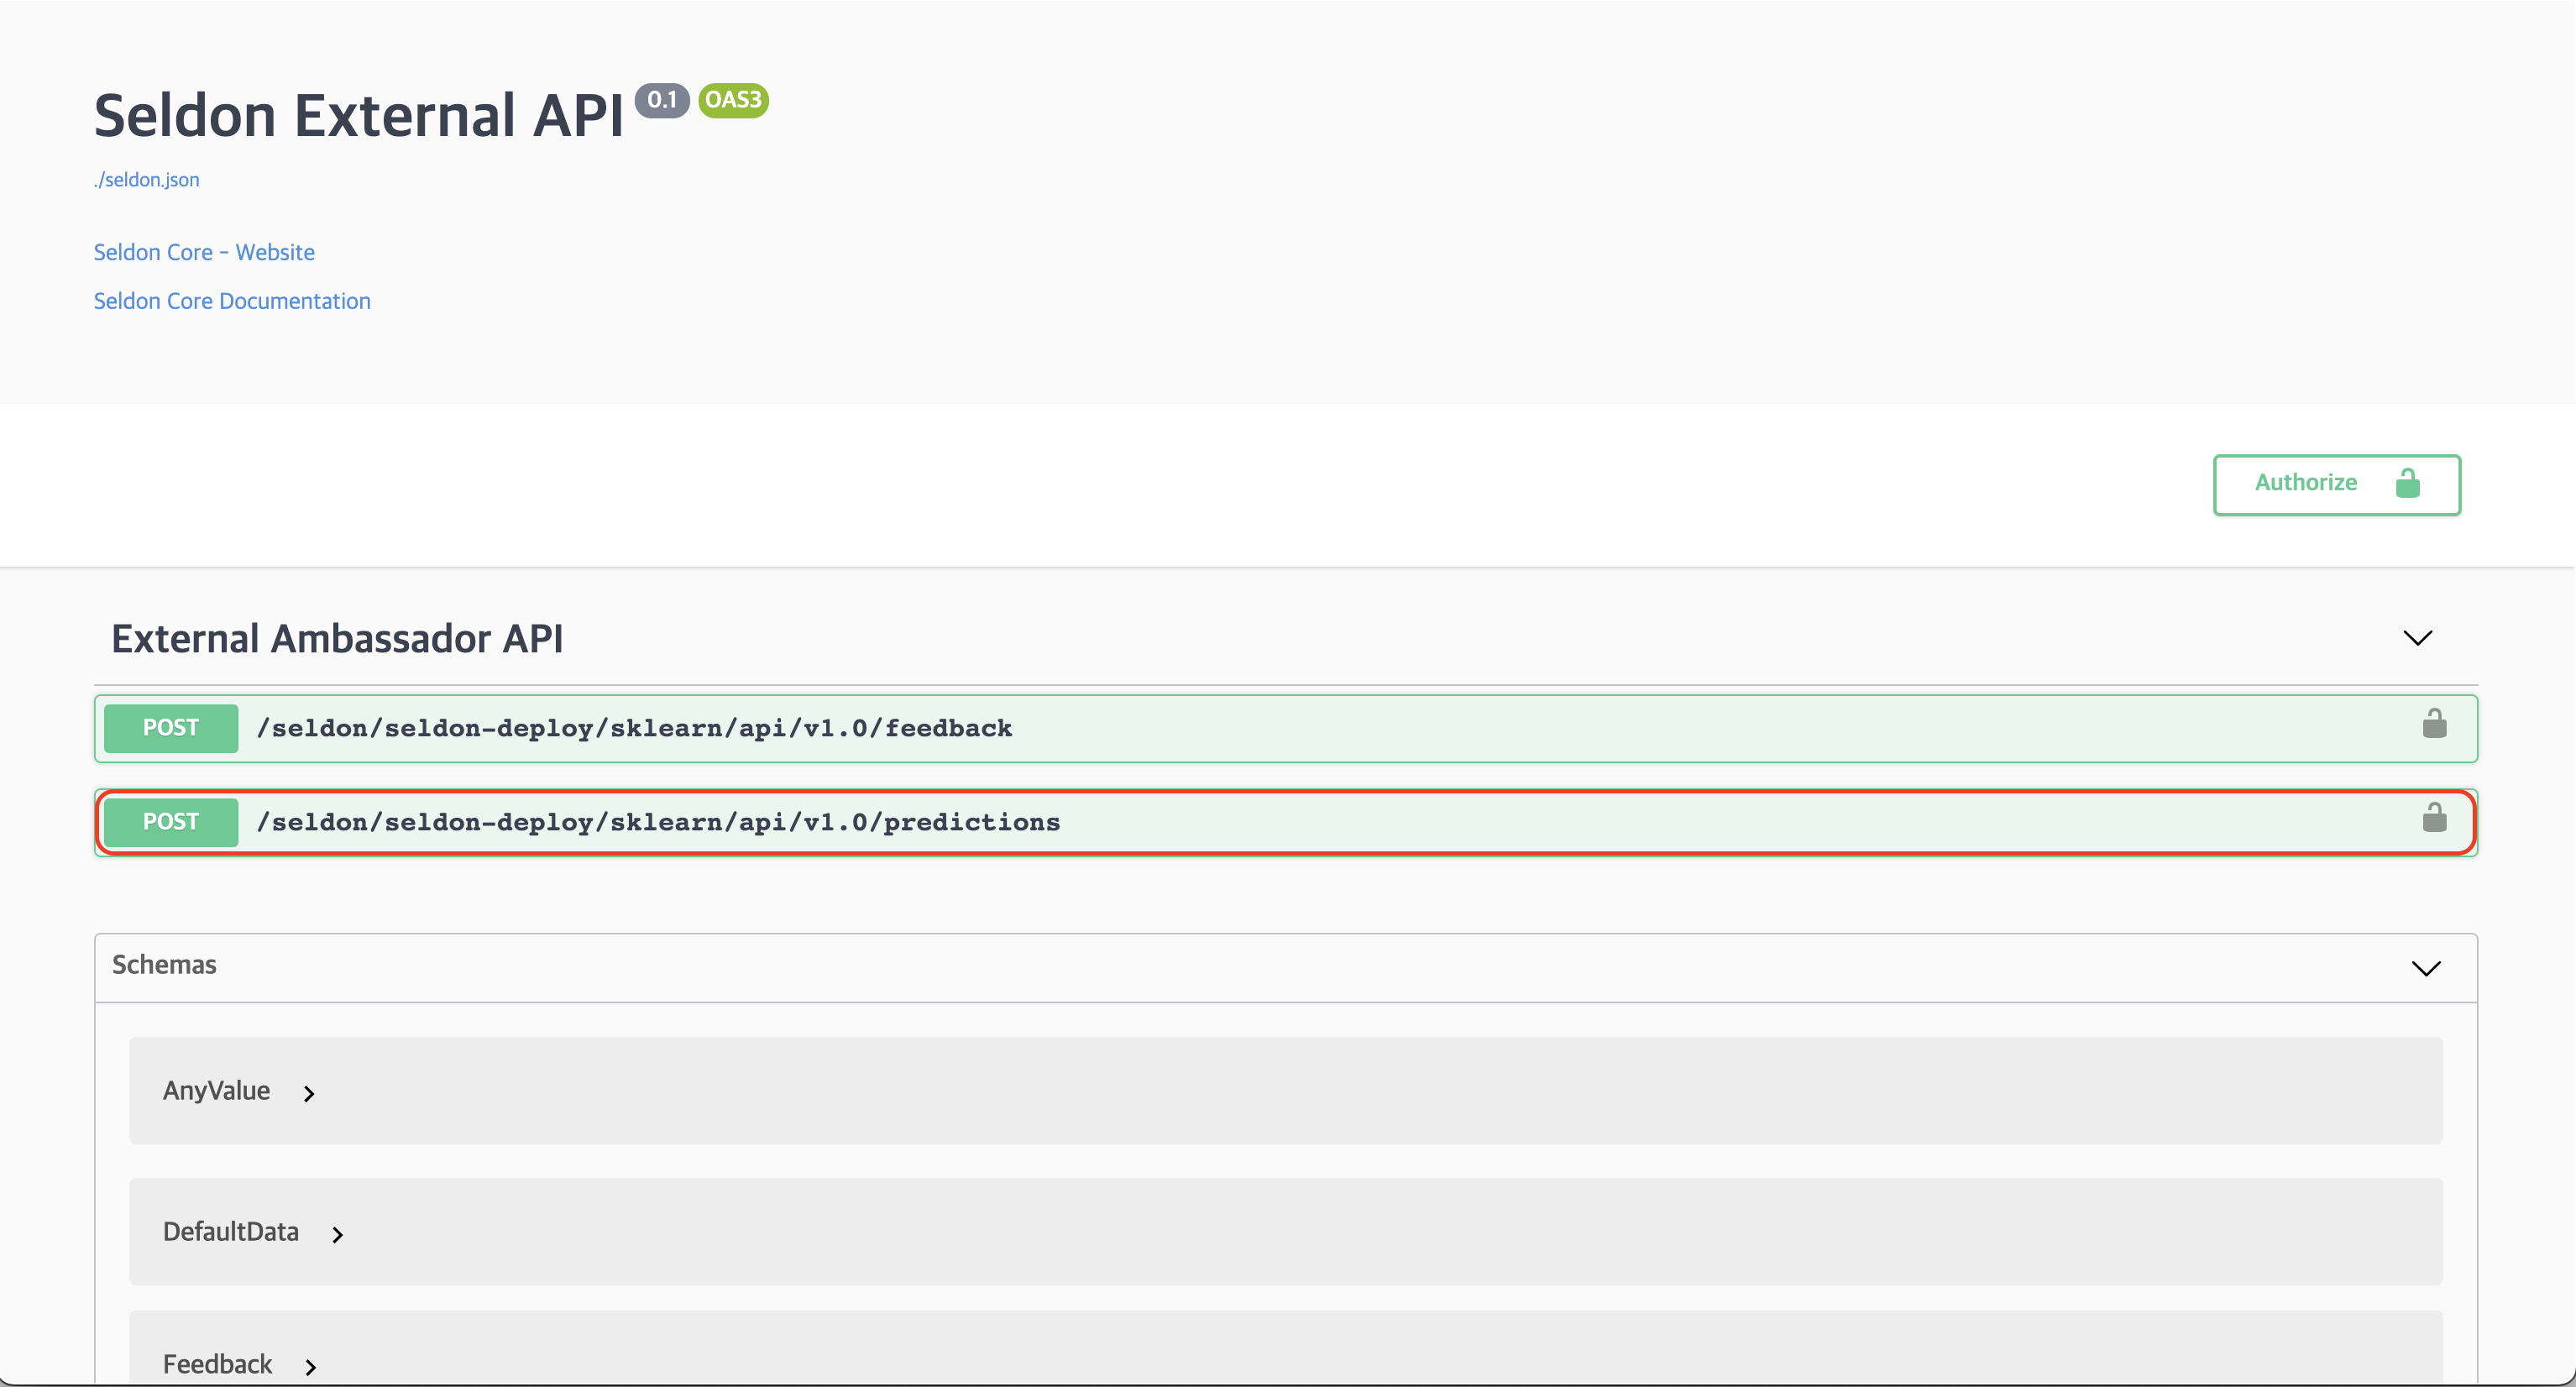 Seldon External API 0.1 OAS3
./seldon.json
Seldon Core - Website
Seldon Core Documentation
Authorize
External Ambassador API
POST /seldon/seldon-deploy/sklearn/api/v1.0/feedback
POST /seldon/seldon-deploy/sklearn/api/v1.0/predictions
Schemas
AnyValue
DefaultData
Feedback